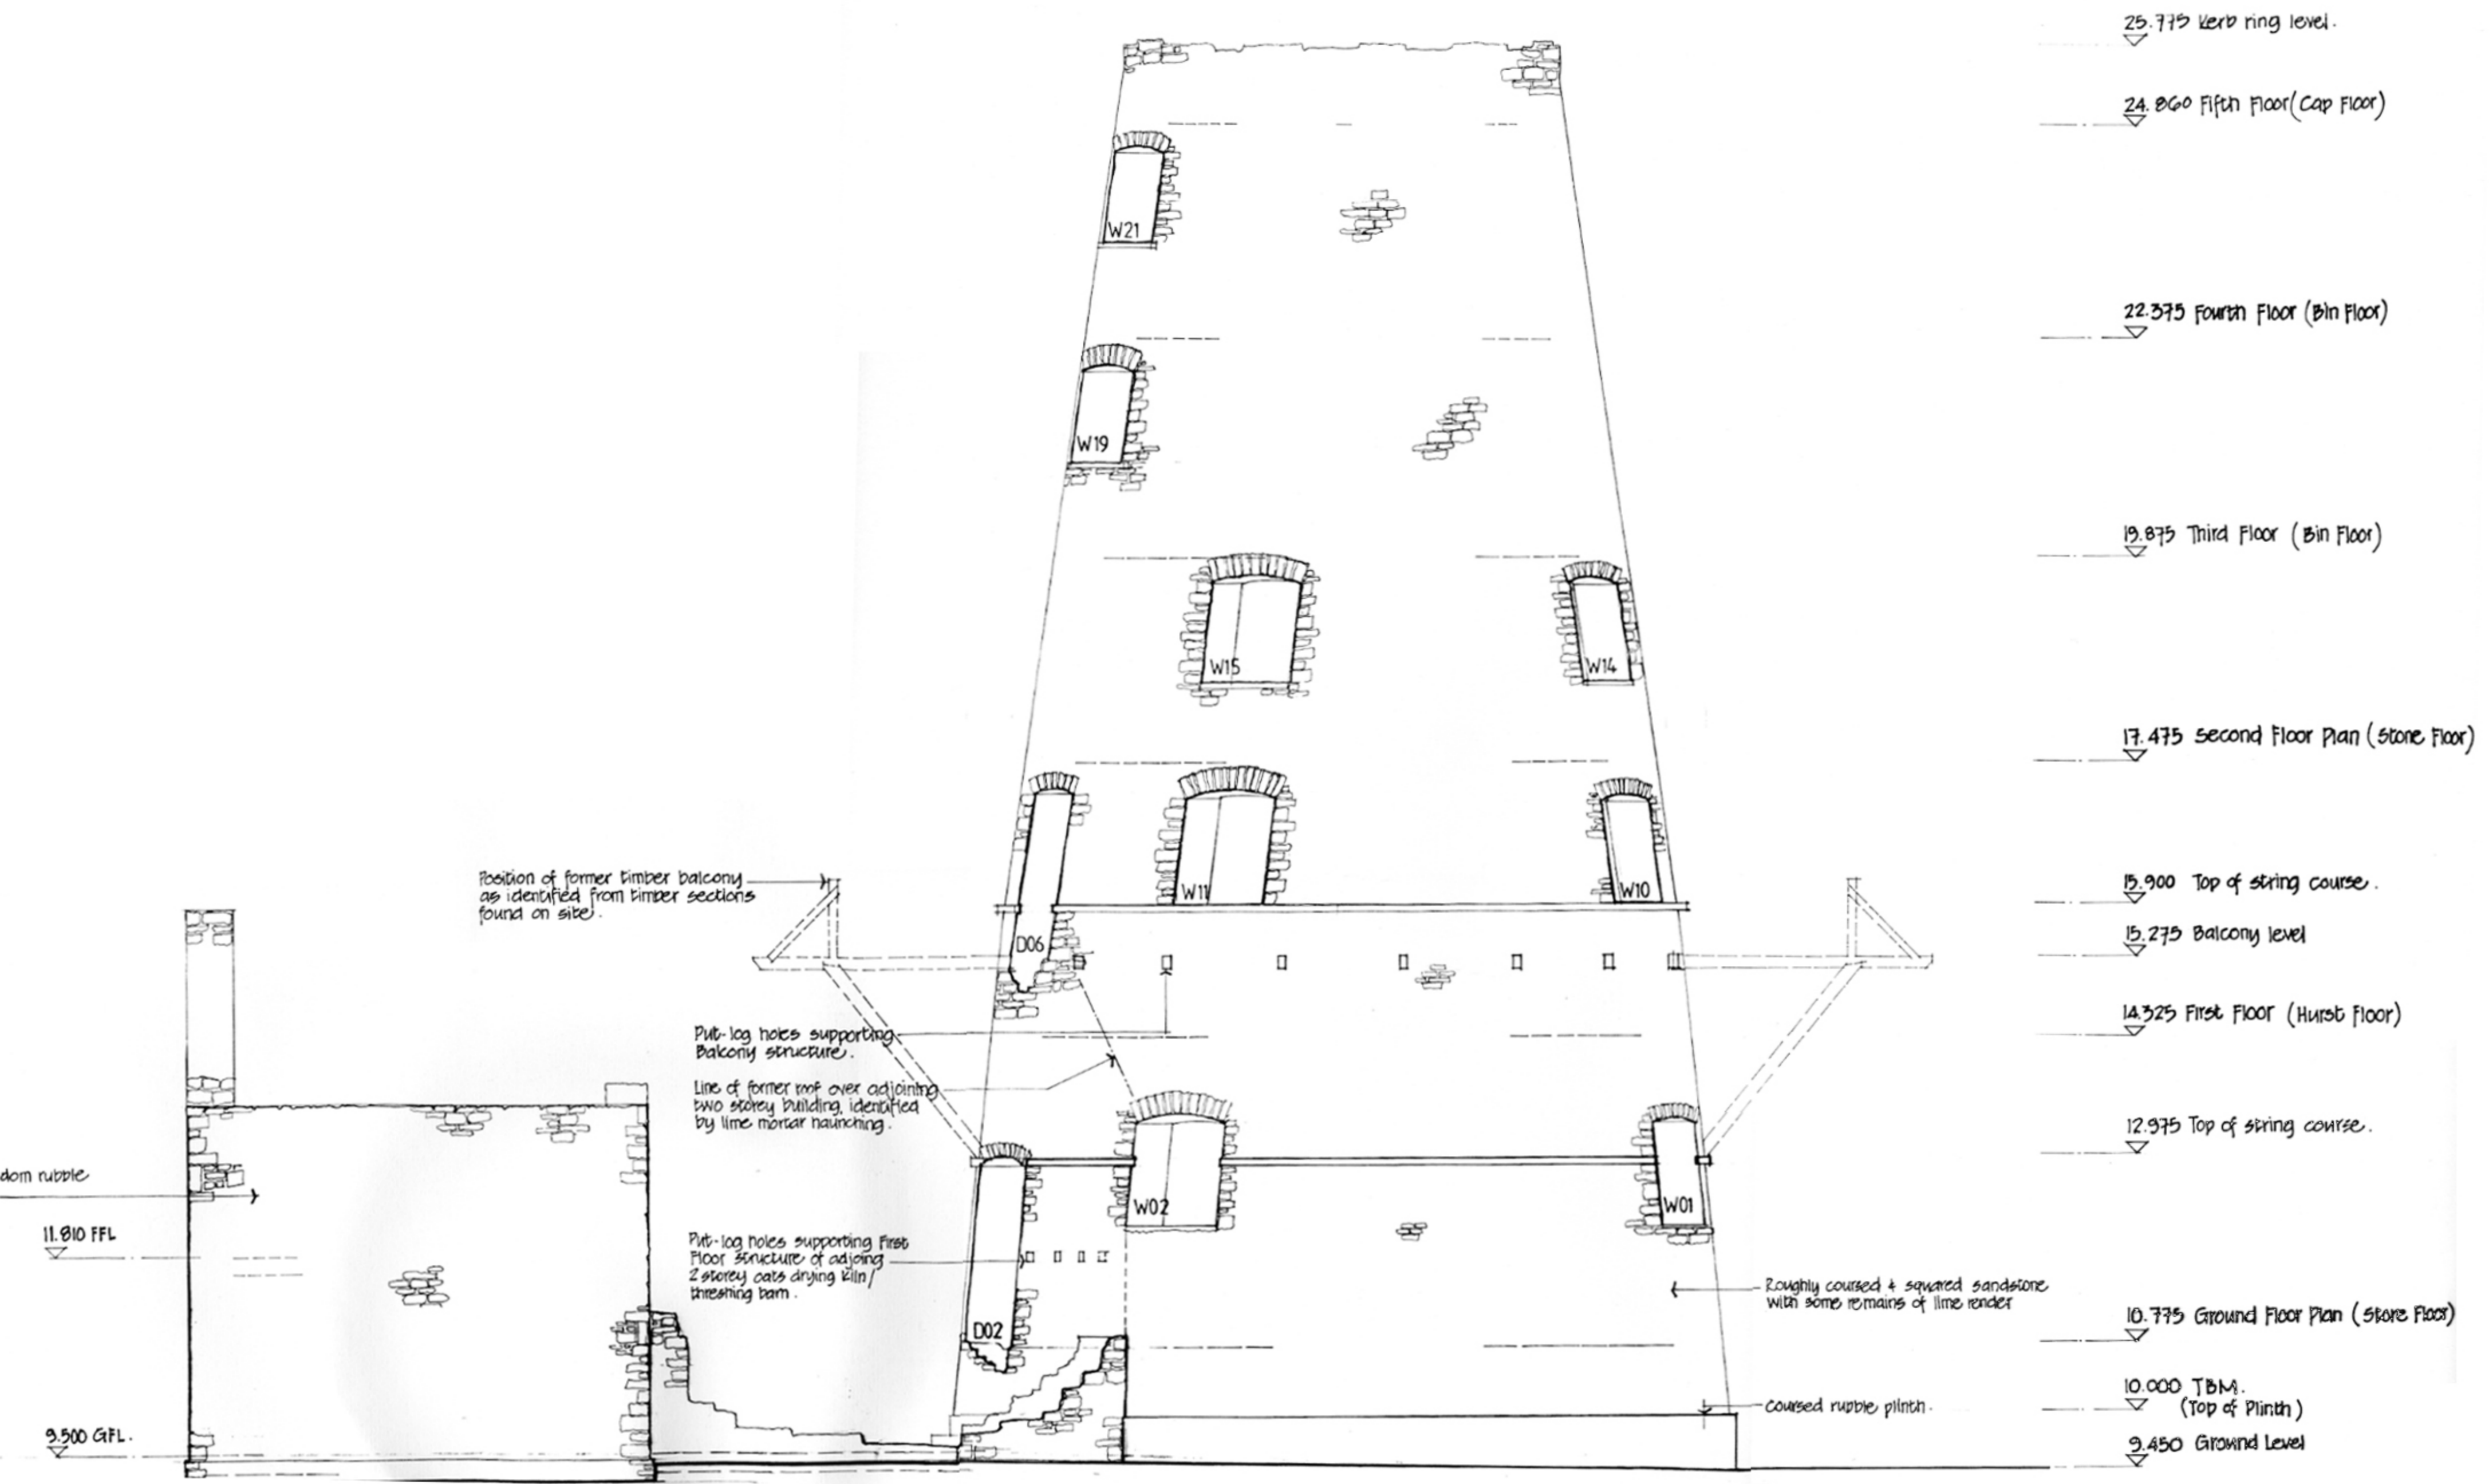 25.775 Kerb ring level.
24.860 Fifth Floor (Cap Floor)
W21
22.375 Fourth Floor (Bin Floor)
W19
19.875 Third Floor (Bin Floor)
W15
W14
17.475 Second Floor Plan (Stone Floor)
Position of former timber balcony
as identified from timber sections
found on site.
W11
W10
15.900 Top of string course.
D06
15.275 Balcony level
14.325 First Floor (Hurst Floor)
Put-log holes supporting
Balcony structure.
Line of former roof over adjoining
two storey building, identified
by lime mortar haunching.
12.975 Top of string course.
dom rubble
W02
W01
11.810 FFL
Put-log holes supporting First
Floor structure of adjoing
2 storey oats drying kiln/
threshing barn.
Roughly coursed & squared sandstone
with some remains of lime render
D02
10.775 Ground Floor Plan (Store Floor)
10.000 TBM.
(Top of Plinth)
Coursed rubble plinth.
9.500 GFL.
9.450 Ground Level